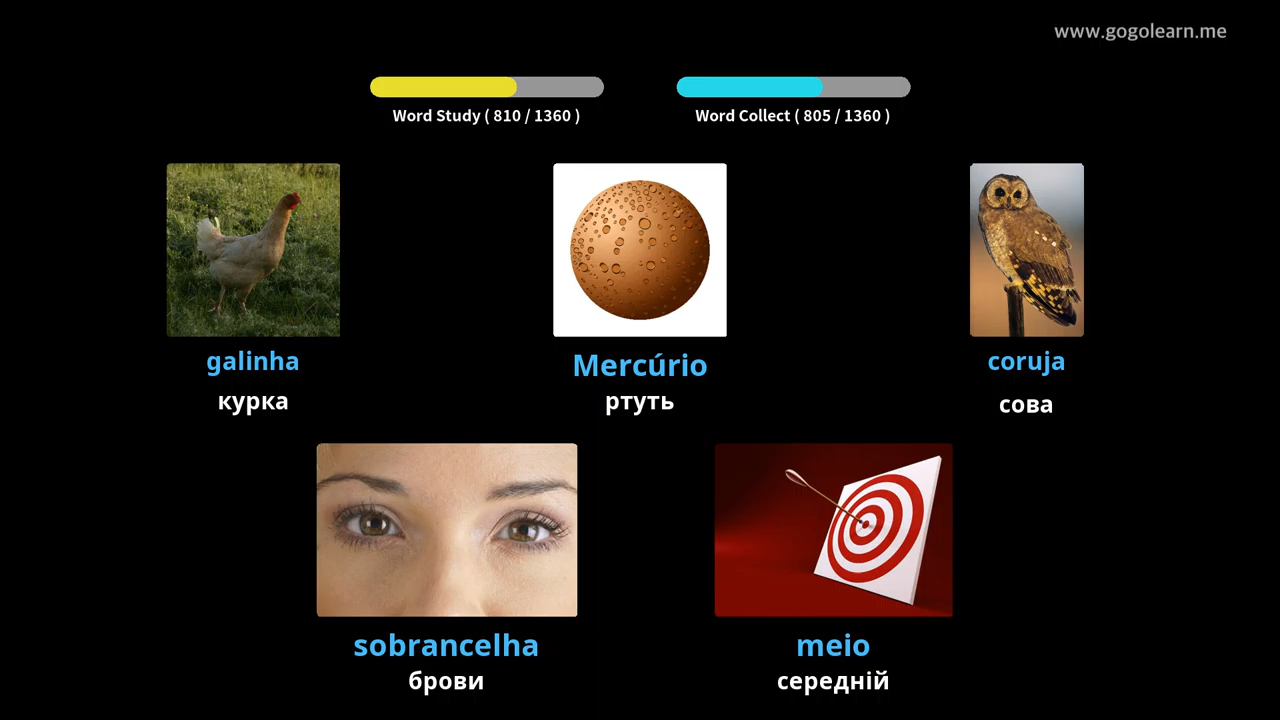 www.gogolearn.me
Word Study ( 810 / 1360 )
Word Collect ( 805 / 1360 )
galinha
курка
Mercúrio
ртуть
coruja
сова
sobrancelha
брови
meio
середній